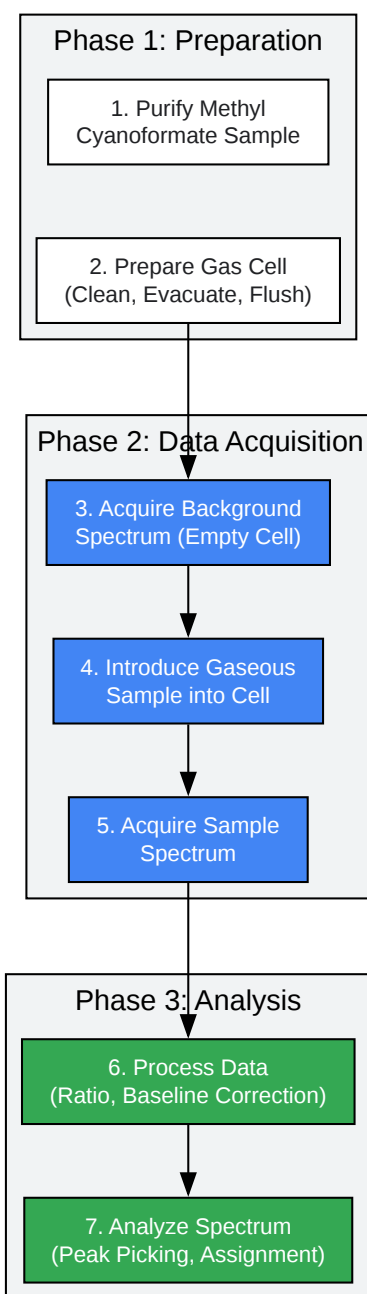 Phase 1: Preparation
1. Purify Methyl
Cyanoformate Sample
2. Prepare Gas Cell
(Clean, Evacuate, Flush)
Phase 2: Data Acquisition
3. Acquire Background
Spectrum (Empty Cell)
4. Introduce Gaseous
Sample into Cell
5. Acquire Sample
Spectrum
Phase 3: Analysis
6. Process Data
(Ratio, Baseline Correction)
7. Analyze Spectrum
(Peak Picking, Assignment)